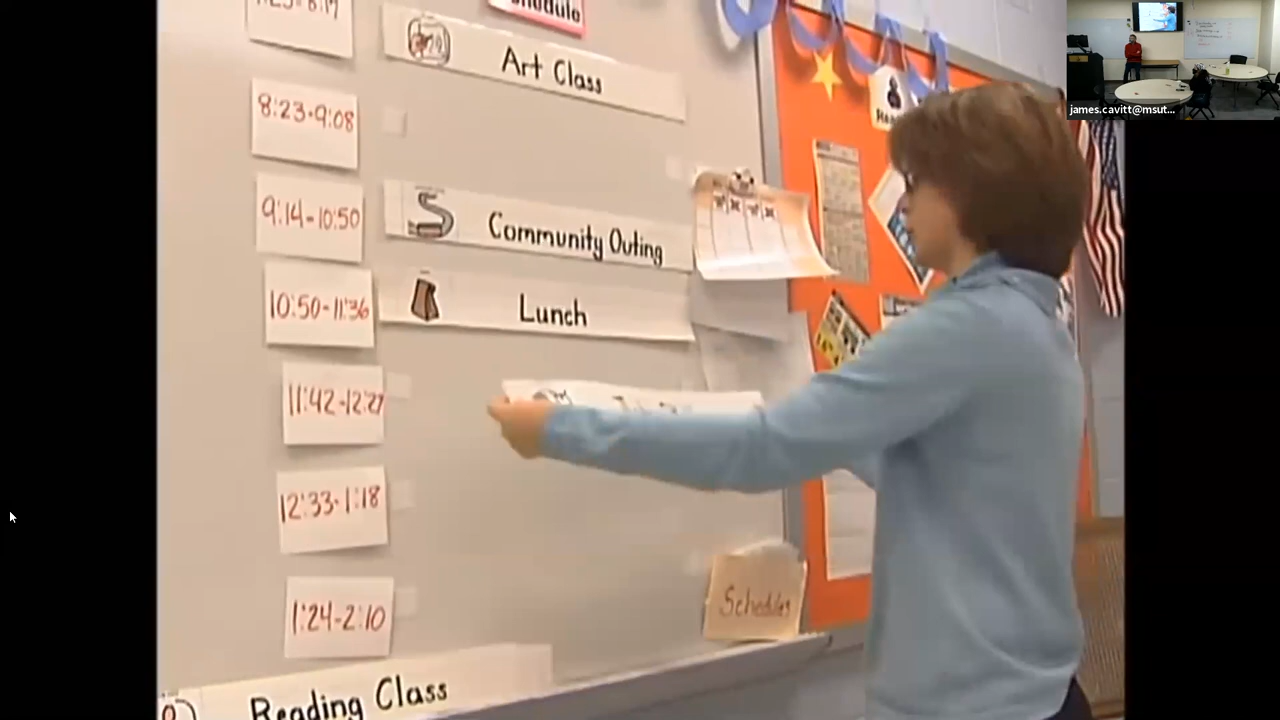 Schedule
Art Class
8:23-9:08
9:14-10:50
Community Outing
10:50-11:36
Lunch
11:42-12:27
12:33-1:18
1:24-2:10
Schedules
Reading Class
james.cavitt@msut...